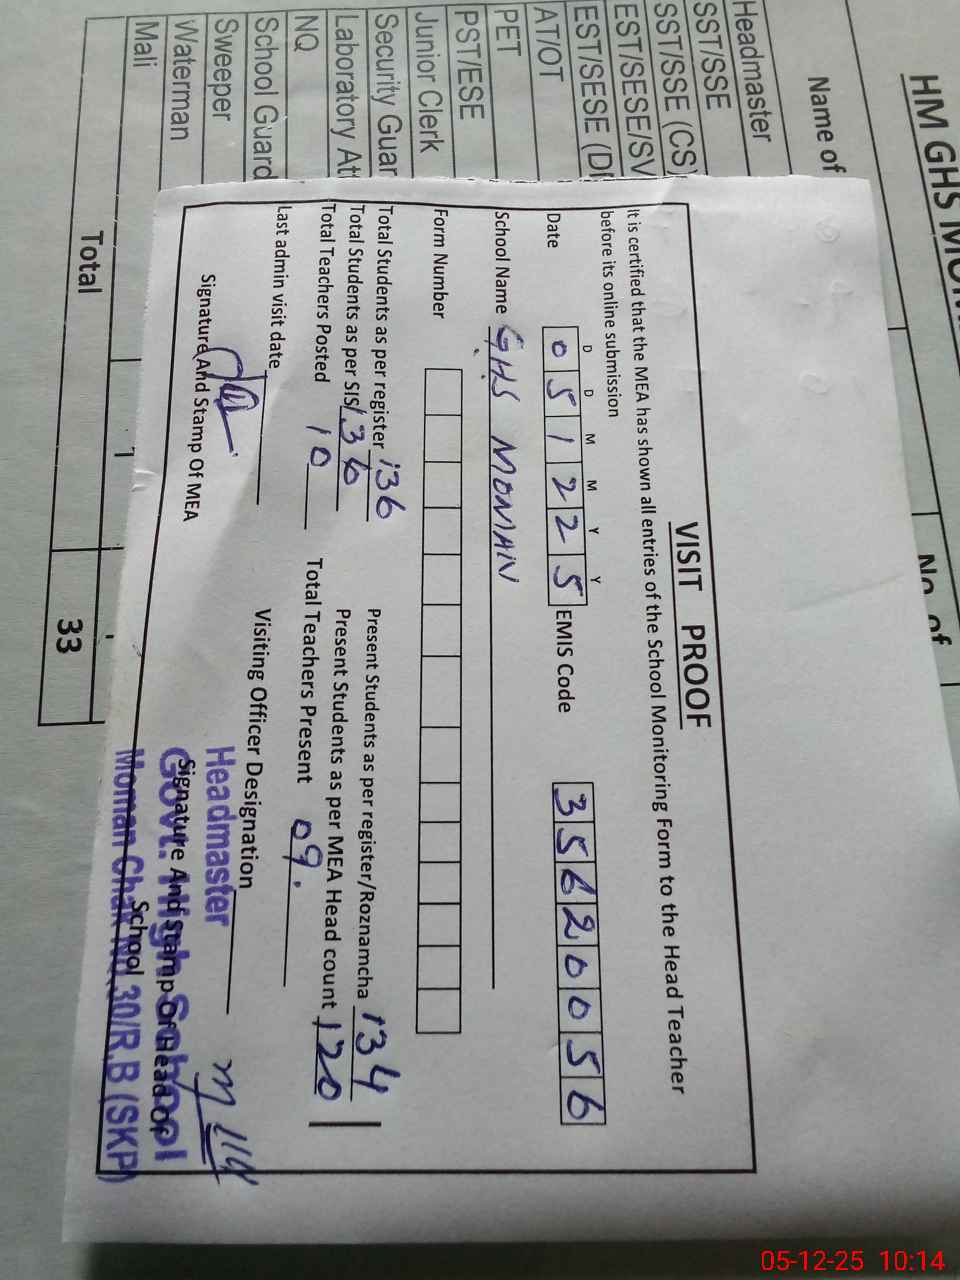 HM GHS MOM
Name of
No. of
Headmaster
SST/SSE
SST/SSE (CS)
EST/SESE/SV
EST/SESE (D
AT/OT
PET
PST/ESE
Junior Clerk
Security Guar
Laboratory At
NQ
School Guard
Sweeper
Waterman
Mali
1
Total 33
VISIT PROOF
It is certified that the MEA has shown all entries of the School Monitoring Form to the Head Teacher
before its online submission
D D M M Y Y
Date 0 5 1 2 2 5 EMIS Code 3 5 6 2 0 0 5 6
School Name GHS MOMAN
Form Number
Total Students as per register 136 Present Students as per register/Roznamcha 134
Total Students as per SIS 136 Present Students as per MEA Head count 120
Total Teachers Posted 10 Total Teachers Present 09.
Last admin visit date Visiting Officer Designation
Signature And Stamp Of MEA Signature And Stamp Of Head Of
School
Headmaster
Govt. High School
Moman Chak No.30/R.B (SKP)
05-12-25 10:14